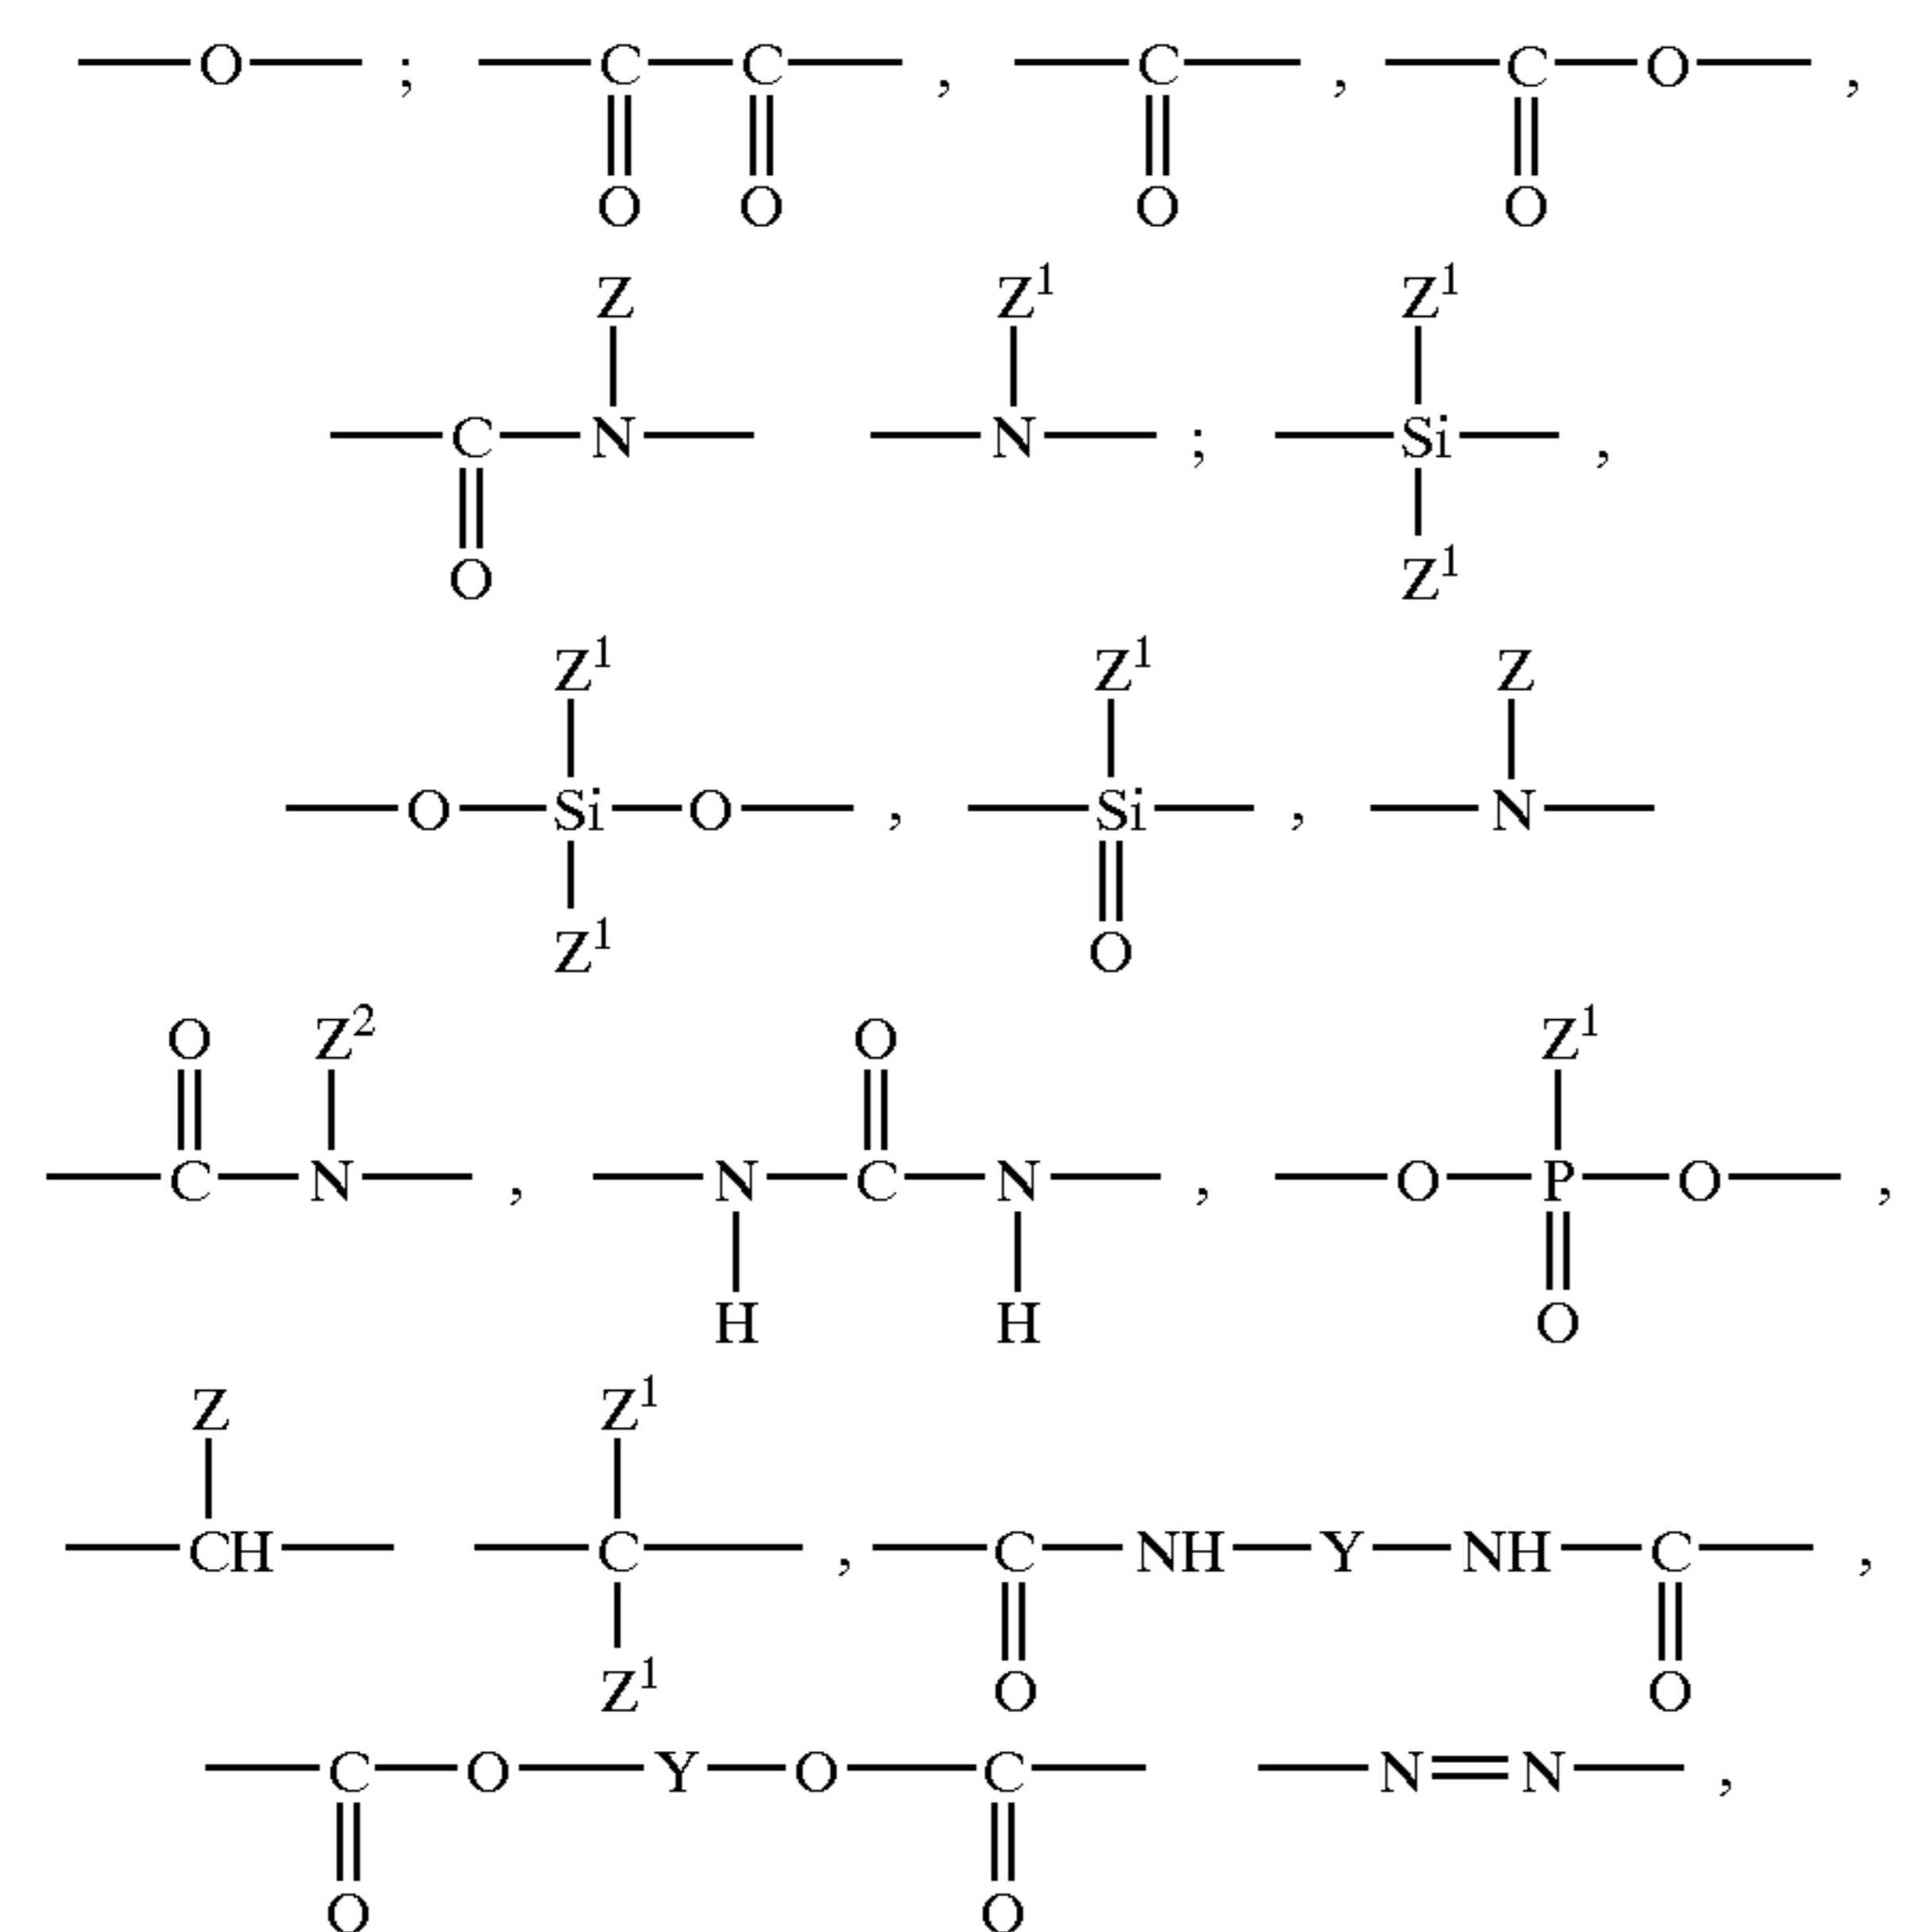 —O— ; —C—C— , —C— , —C—O— ,
O O O O
Z Z¹ Z¹
—C—N— —N— ; —Si— ,
O Z¹
Z¹ Z¹ Z
—O—Si—O— , —Si— , —N—
Z¹ O
O Z² O Z¹
—C—N— , —N—C—N— , —O—P—O— ,
H H O
Z Z¹
—CH— —C— , —C—NH—Y—NH—C— ,
Z¹ O O
—C—O—Y—O—C— —N=N— ,
O O